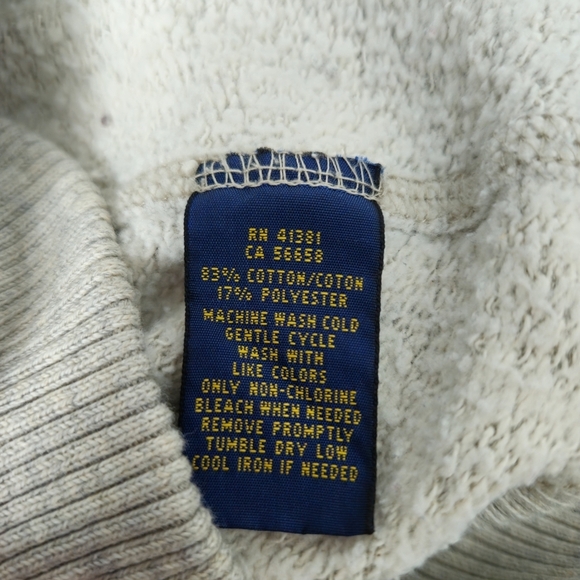 RN 41381
CA 56658
83% COTTON/COTON
17% POLYESTER
MACHINE WASH COLD
GENTLE CYCLE
WASH WITH
LIKE COLORS
ONLY NON-CHLORINE
BLEACH WHEN NEEDED
REMOVE PROMPTLY
TUMBLE DRY LOW
COOL IRON IF NEEDED